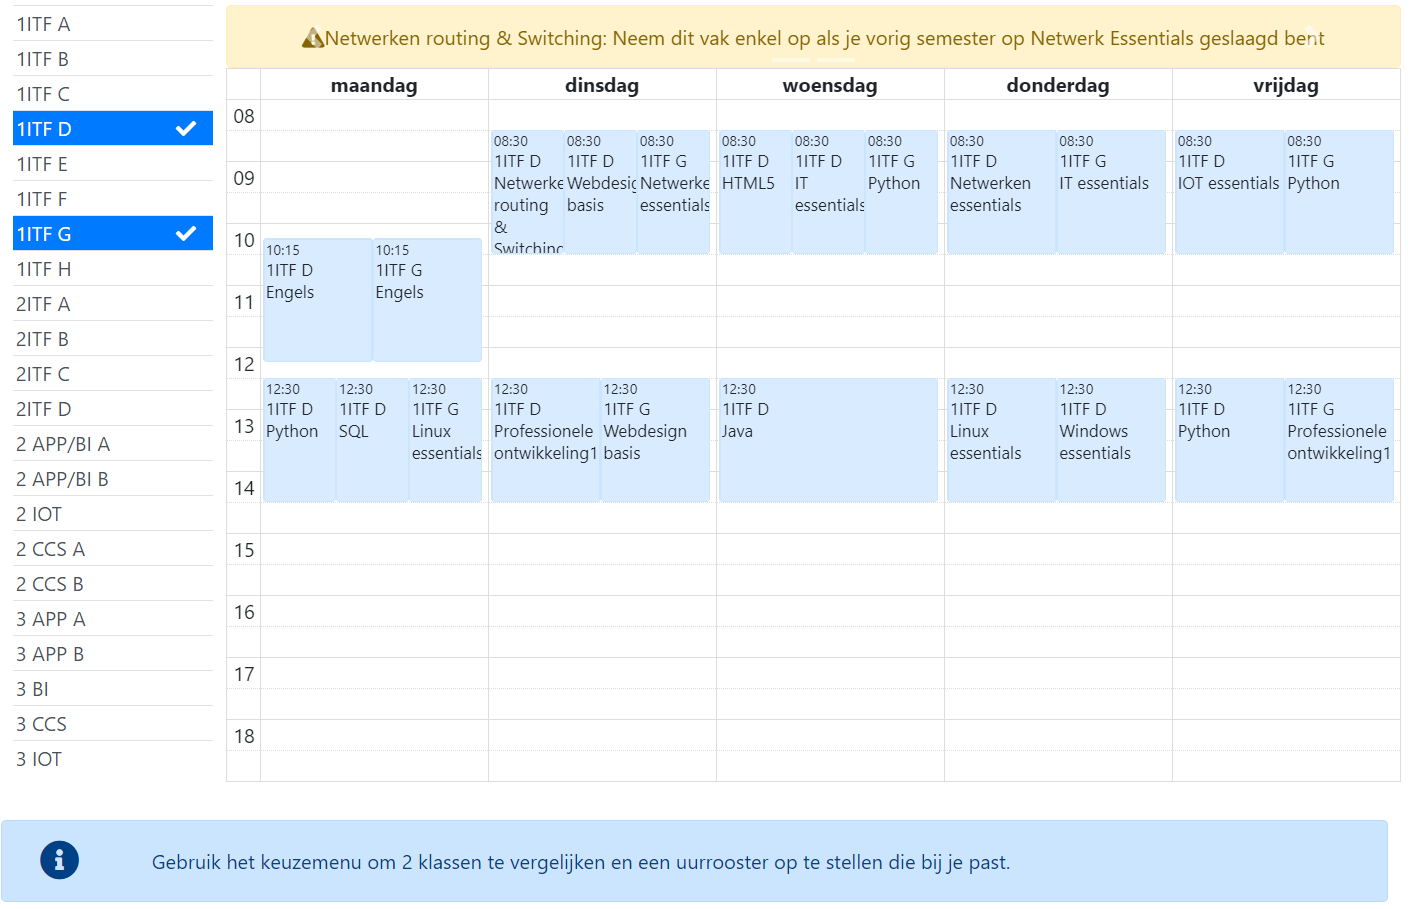 1ITF A
1ITF B
1ITF C
1ITF D
1ITF E
1ITF F
1ITF G
1ITF H
2ITF A
2ITF B
2ITF C
2ITF D
2 APP/BI A
2 APP/BI B
2 IOT
2 CCS A
2 CCS B
3 APP A
3 APP B
3 BI
3 CCS
3 IOT
Netwerken routing & Switching: Neem dit vak enkel op als je vorig semester op Netwerk Essentials geslaagd bent
maandag
dinsdag
woensdag
donderdag
vrijdag
08
09
10
11
12
13
14
15
16
17
18
10:15
1ITF D
Engels
10:15
1ITF G
Engels
12:30
1ITF D
Python
12:30
1ITF D
SQL
12:30
1ITF G
Linux
essentials
08:30
1ITF D
Netwerke
routing
&
Switching
08:30
1ITF D
Webdesig
basis
08:30
1ITF G
Netwerke
essentials
12:30
1ITF D
Professionele
ontwikkeling1
12:30
1ITF G
Webdesign
basis
08:30
1ITF D
HTML5
08:30
1ITF D
IT
essentials
08:30
1ITF G
Python
12:30
1ITF D
Java
08:30
1ITF D
Netwerken
essentials
08:30
1ITF G
IT essentials
12:30
1ITF D
Linux
essentials
12:30
1ITF D
Windows
essentials
08:30
1ITF D
IOT essentials
08:30
1ITF G
Python
12:30
1ITF D
Python
12:30
1ITF G
Professionele
ontwikkeling1
Gebruik het keuzemenu om 2 klassen te vergelijken en een uurrooster op te stellen die bij je past.